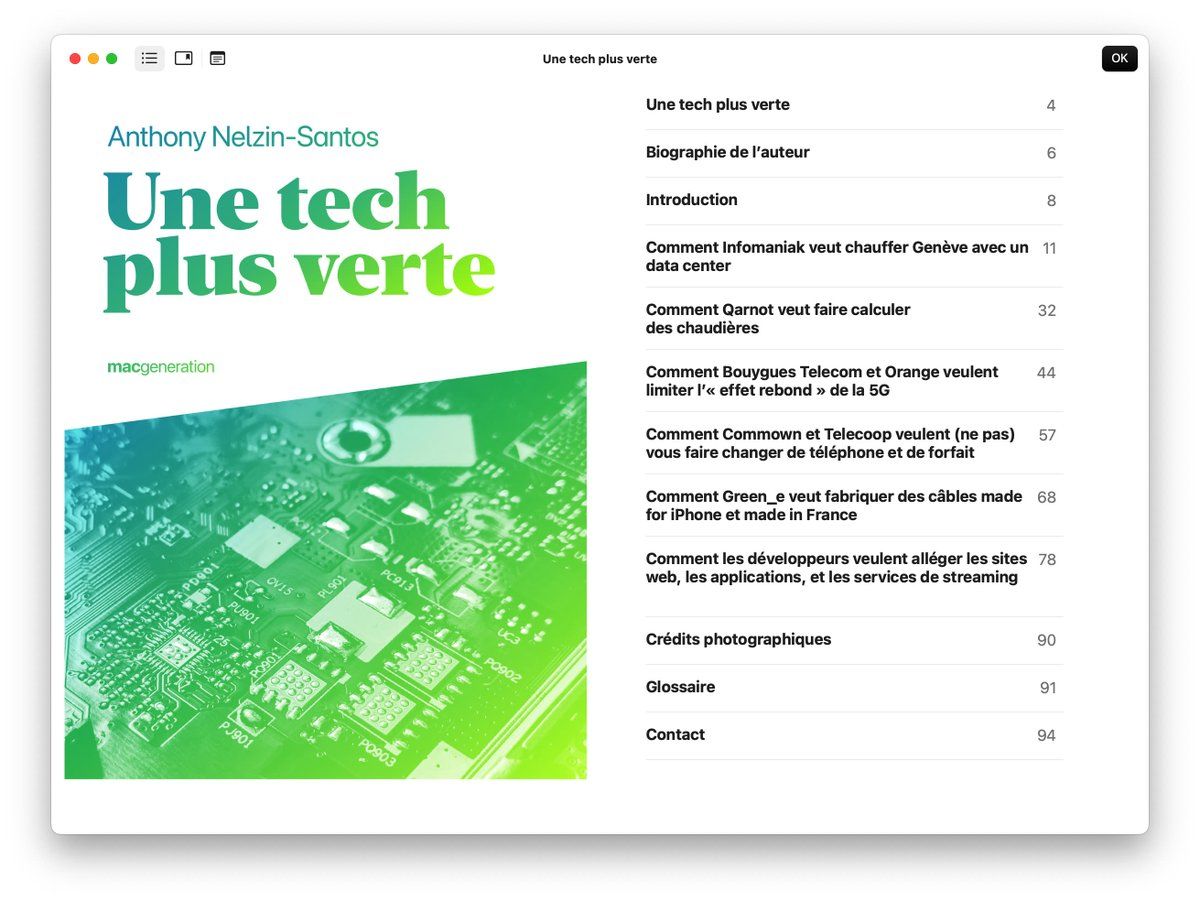 Une tech plus verte
OK
Anthony Nelzin-Santos
Une tech
plus verte
macgeneration
PD901
OV15
PL901
PC913
PU901
25
UC3
PQ901
PQ902
PJ901
PQ903
Une tech plus verte 4
Biographie de l’auteur 6
Introduction 8
Comment Infomaniak veut chauffer Genève avec un 11
data center
Comment Qarnot veut faire calculer 32
des chaudières
Comment Bouygues Telecom et Orange veulent 44
limiter l’« effet rebond » de la 5G
Comment Commown et Telecoop veulent (ne pas) 57
vous faire changer de téléphone et de forfait
Comment Green_e veut fabriquer des câbles made 68
for iPhone et made in France
Comment les développeurs veulent alléger les sites 78
web, les applications, et les services de streaming
Crédits photographiques 90
Glossaire 91
Contact 94